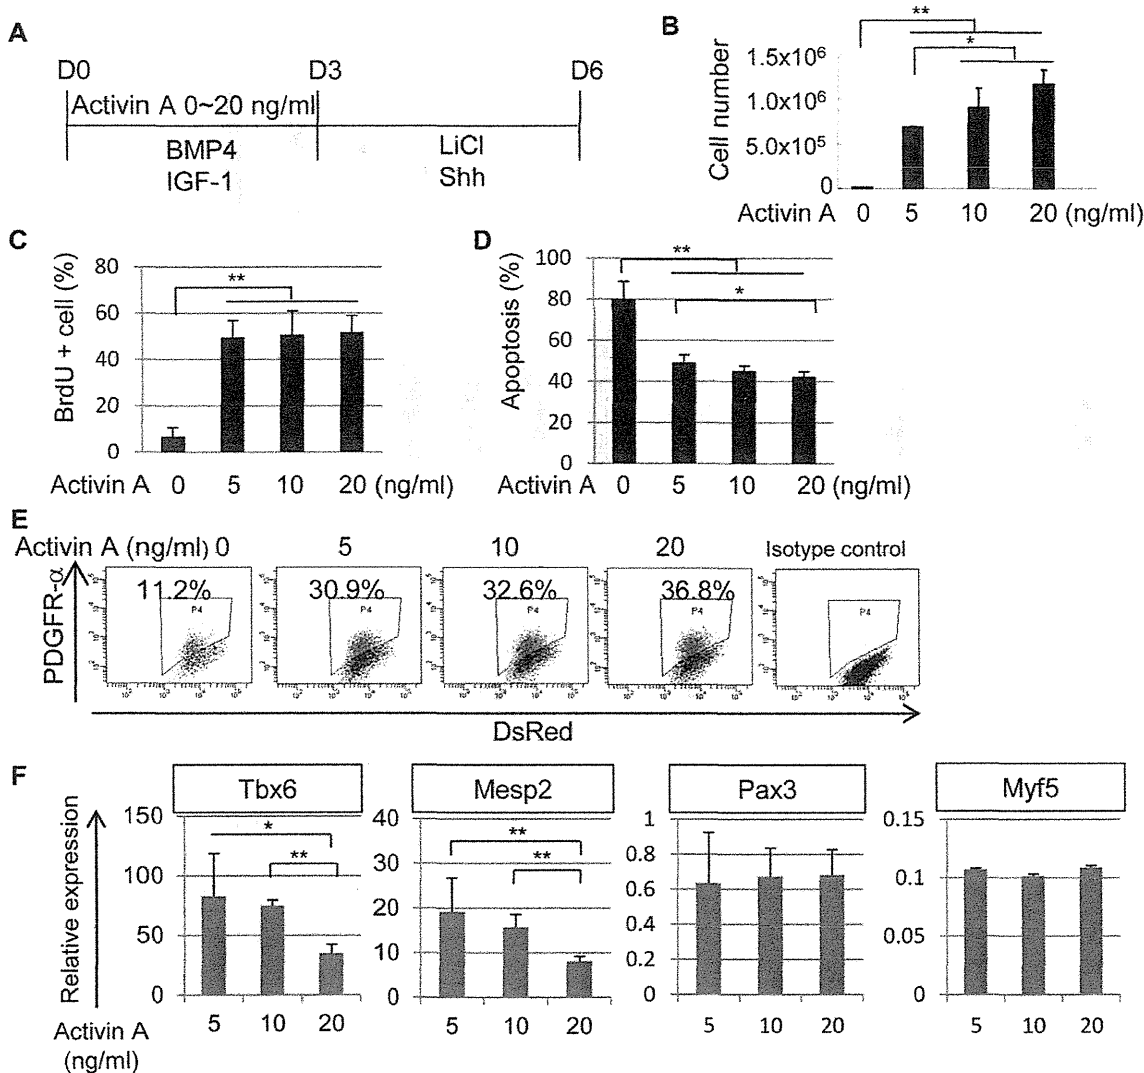 A
D0 D3 D6
Activin A 0~20 ng/ml
BMP4 LiCl
IGF-1 Shh
B
** 
*
Cell number
1.5x10⁶
1.0x10⁶
5.0x10⁵
0
Activin A 0 5 10 20 (ng/ml)
C
BrdU + cell (%)
80
60
40
20
0
**
Activin A 0 5 10 20 (ng/ml)
D
Apoptosis (%)
100
80
60
40
20
0
**
*
Activin A 0 5 10 20 (ng/ml)
E
Activin A (ng/ml) 0 5 10 20 Isotype control
PDGFR-α
11.2% 30.9% 32.6% 36.8%
P4 P4 P4 P4 P4
DsRed
F
Relative expression
Tbx6
150
100
50
0
*
**
5 10 20
Mesp2
40
30
20
10
0
**
**
5 10 20
Pax3
1
0.8
0.6
0.4
0.2
0
5 10 20
Myf5
0.15
0.1
0.05
0
5 10 20
Activin A
(ng/ml)